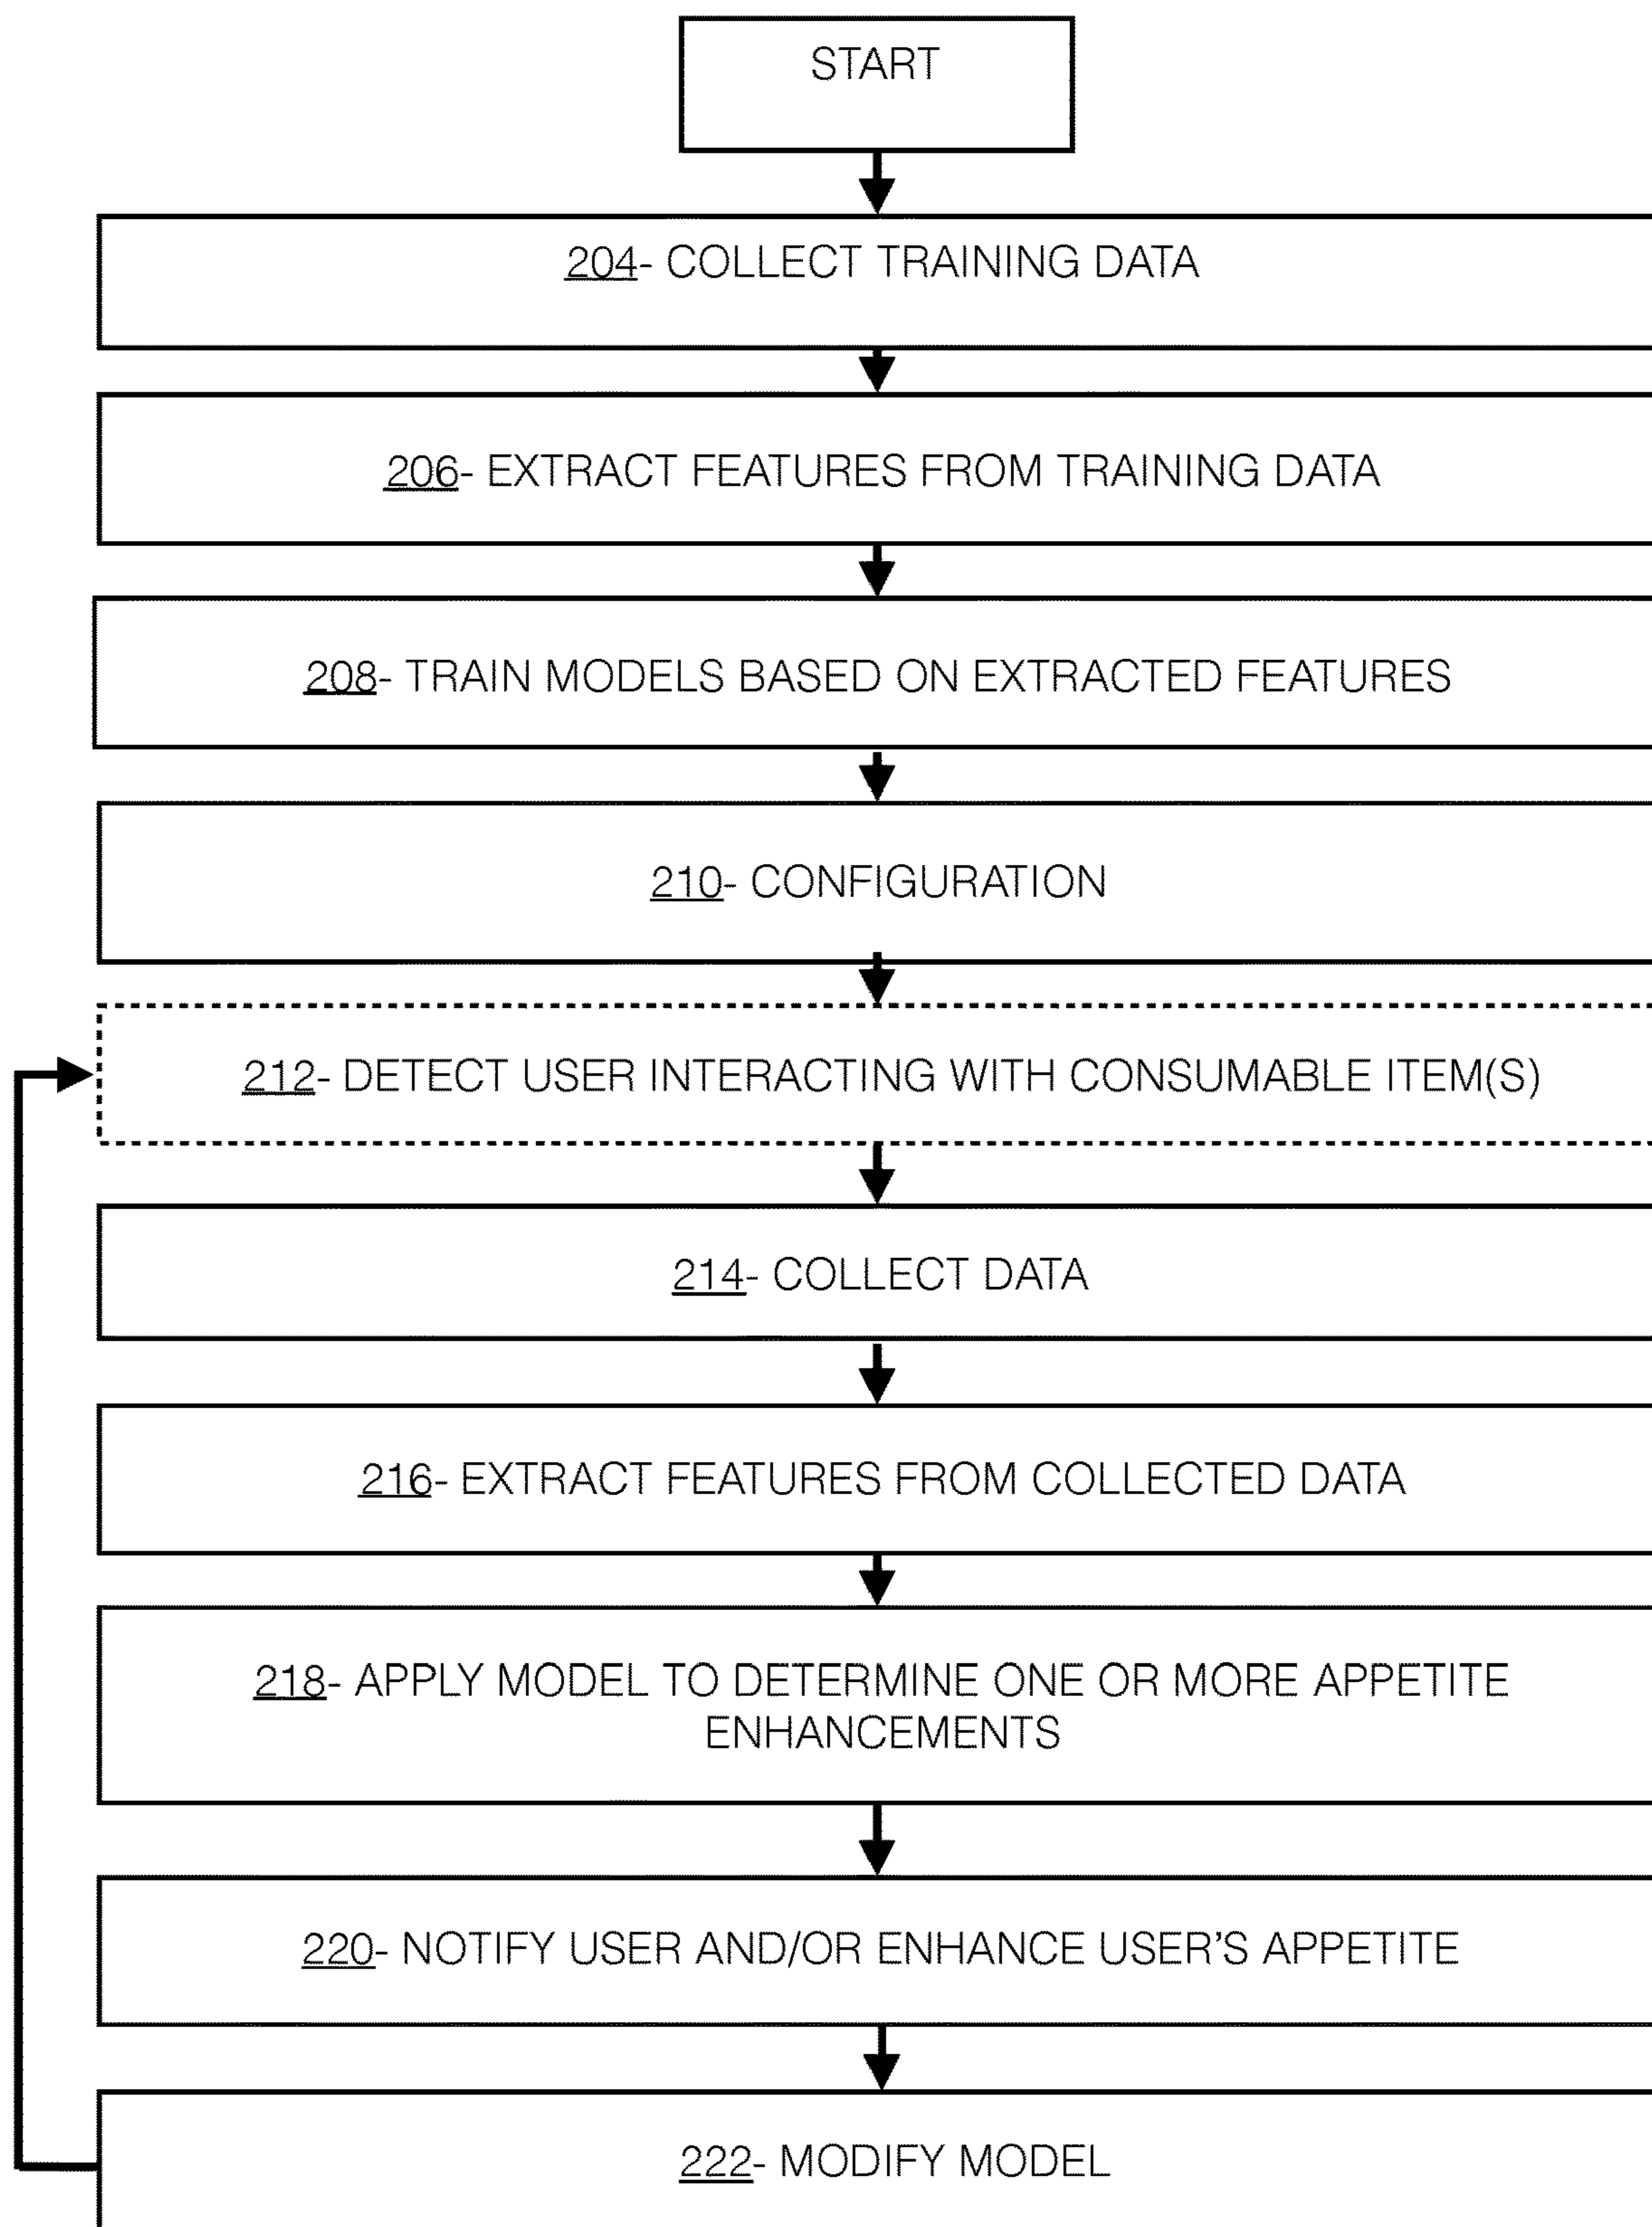 START
204- COLLECT TRAINING DATA
206- EXTRACT FEATURES FROM TRAINING DATA
208- TRAIN MODELS BASED ON EXTRACTED FEATURES
210- CONFIGURATION
212- DETECT USER INTERACTING WITH CONSUMABLE ITEM(S)
214- COLLECT DATA
216- EXTRACT FEATURES FROM COLLECTED DATA
218- APPLY MODEL TO DETERMINE ONE OR MORE APPETITE
ENHANCEMENTS
220- NOTIFY USER AND/OR ENHANCE USER’S APPETITE
222- MODIFY MODEL